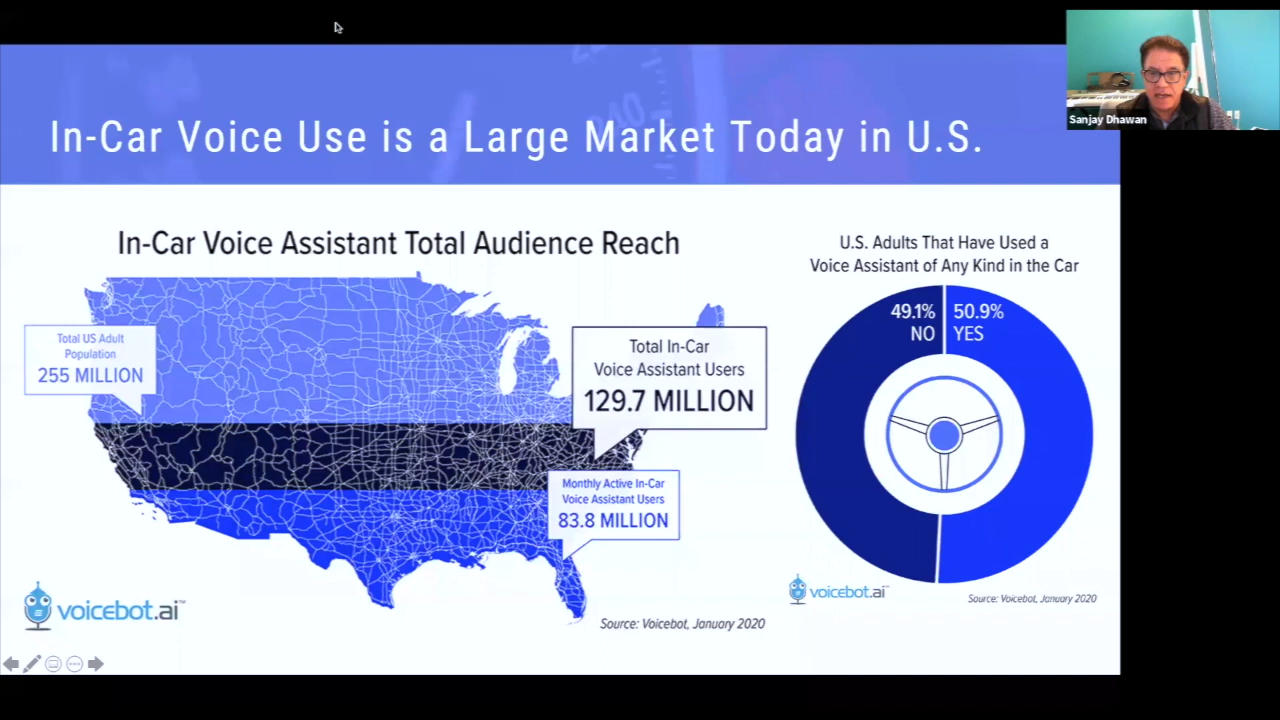 In-Car Voice Use is a Large Market Today in U.S.
Sanjay Dhawan
In-Car Voice Assistant Total Audience Reach
Total US Adult
Population
255 MILLION
Total In-Car
Voice Assistant Users
129.7 MILLION
Monthly Active In-Car
Voice Assistant Users
83.8 MILLION
voicebot.ai™
Source: Voicebot, January 2020
U.S. Adults That Have Used a
Voice Assistant of Any Kind in the Car
49.1%
NO
50.9%
YES
voicebot.ai™
Source: Voicebot, January 2020